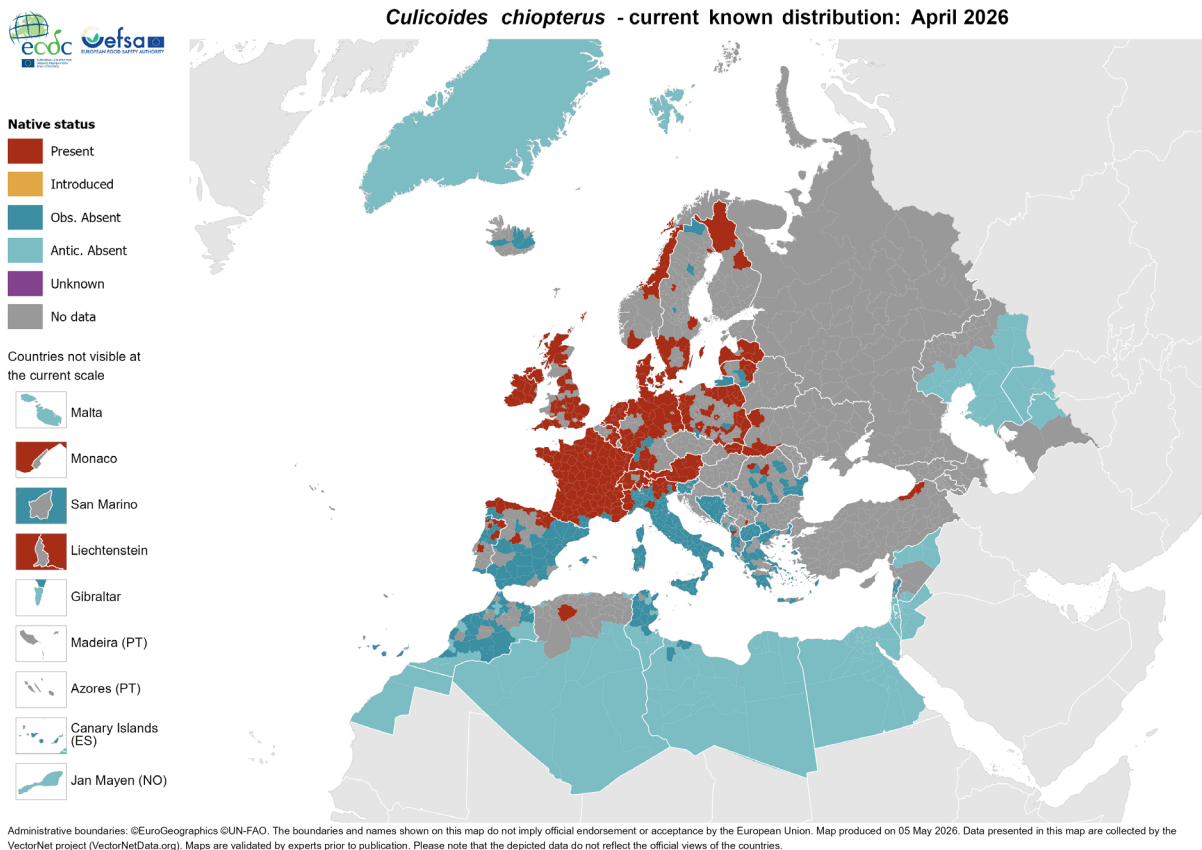 Culicoides chiopterus - current known distribution: April 2026
ecdc
efsa
EUROPEAN FOOD SAFETY AUTHORITY
Native status
Present
Introduced
Obs. Absent
Antic. Absent
Unknown
No data
Countries not visible at
the current scale
Malta
Monaco
San Marino
Liechtenstein
Gibraltar
Madeira (PT)
Azores (PT)
Canary Islands
(ES)
Jan Mayen (NO)
Administrative boundaries: ©EuroGeographics ©UN-FAO. The boundaries and names shown on this map do not imply official endorsement or acceptance by the European Union. Map produced on 05 May 2026. Data presented in this map are collected by the
VectorNet project (VectorNetData.org). Maps are validated by experts prior to publication. Please note that the depicted data do not reflect the official views of the countries.